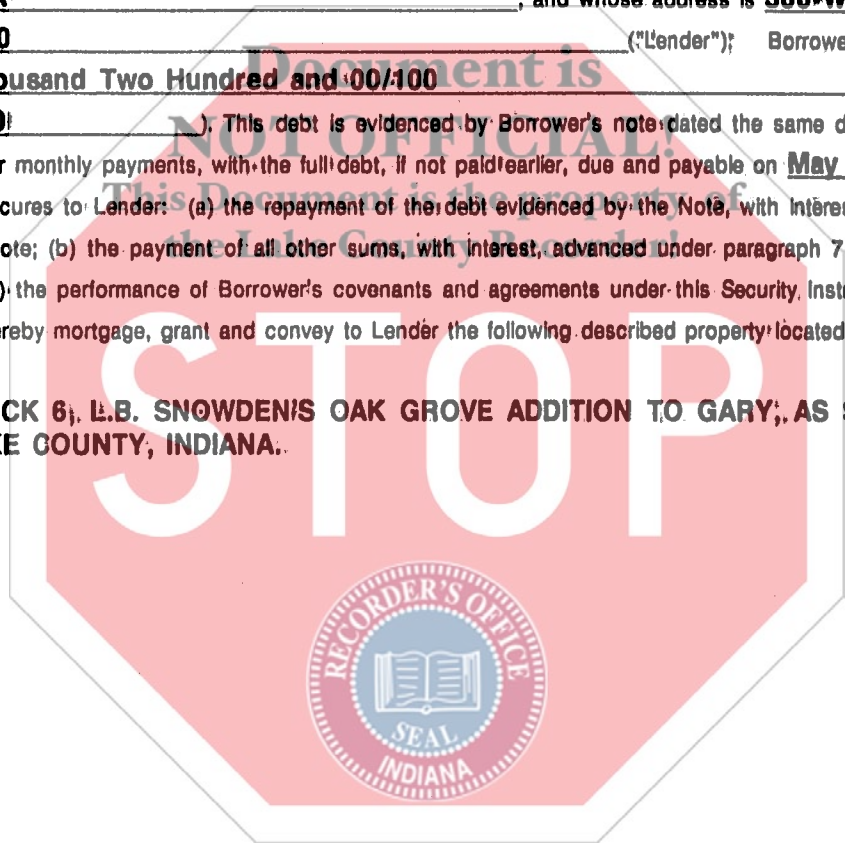 , and whose address is
0 ("Lender"); Borrowe
ousand Two Hundred and 00/100
). This debt is evidenced by Borrower's note dated the same d
r monthly payments, with the full debt, if not paid earlier, due and payable on May
cures to Lender: (a) the repayment of the debt evidenced by the Note, with interes
ote; (b) the payment of all other sums, with interest, advanced under paragraph 7
) the performance of Borrower's covenants and agreements under this Security Inst
ereby mortgage, grant and convey to Lender the following described property located
CK 6, L.B. SNOWDEN'S OAK GROVE ADDITION TO GARY, AS
KE COUNTY, INDIANA.
Document is
NOT OFFICIAL!
This Document is the property of
the Lake County Recorder!
STOP
RECORDER'S OFFICE
SEAL
INDIANA